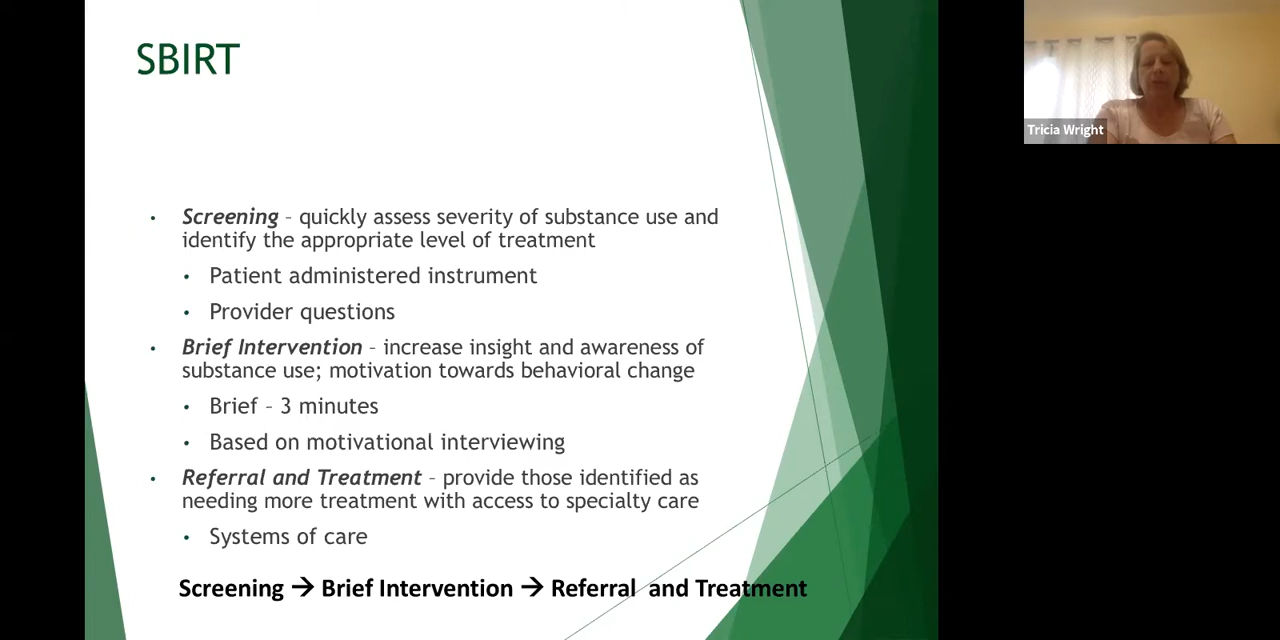 SBIRT
• Screening – quickly assess severity of substance use and
identify the appropriate level of treatment
• Patient administered instrument
• Provider questions
• Brief Intervention – increase insight and awareness of
substance use; motivation towards behavioral change
• Brief – 3 minutes
• Based on motivational interviewing
• Referral and Treatment – provide those identified as
needing more treatment with access to specialty care
• Systems of care
Screening → Brief Intervention → Referral  and Treatment
Tricia Wright